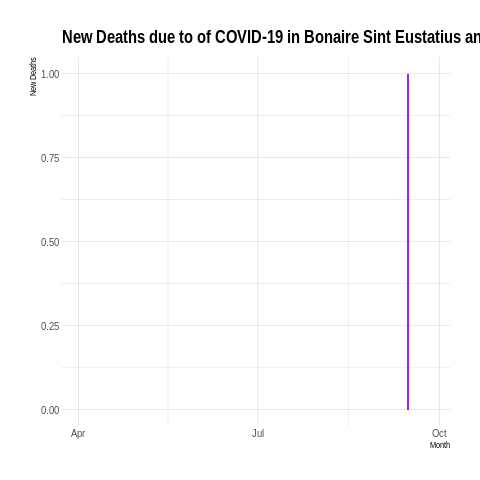 New Deaths due to of COVID-19 in Bonaire Sint Eustatius an
New Deaths
1.00
0.75
0.50
0.25
0.00
Apr Jul Oct
Month